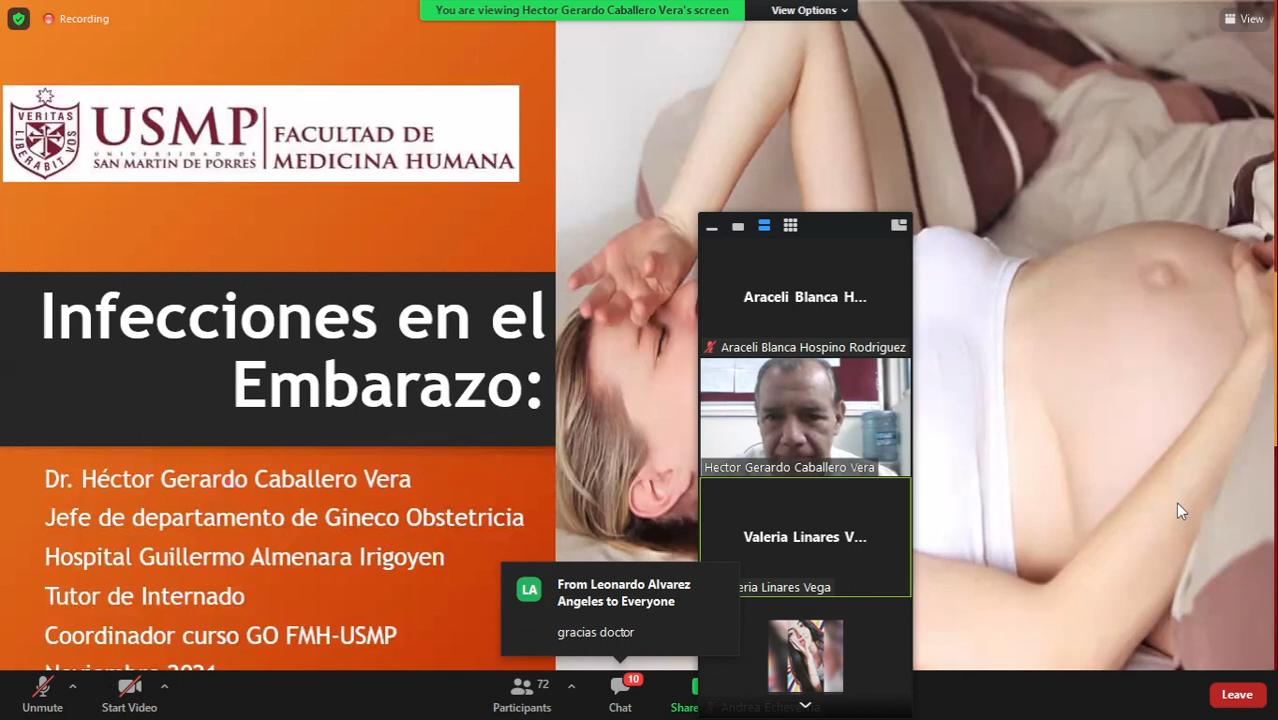 Recording
You are viewing Hector Gerardo Caballero Vera's screen
View Options
View
VERITAS
LIBERABIT VOS
USMP
UNIVERSIDAD DE
SAN MARTIN DE PORRES
FACULTAD DE
MEDICINA HUMANA
Infecciones en el
Embarazo:
Dr. Héctor Gerardo Caballero Vera
Jefe de departamento de Gineco Obstetricia
Hospital Guillermo Almenara Irigoyen
Tutor de Internado
Coordinador curso GO FMH-USMP
Araceli Blanca H...
Araceli Blanca Hospino Rodriguez
Hector Gerardo Caballero Vera
Valeria Linares V...
eria Linares Vega
Andrea Echeverria
LA
From Leonardo Alvarez
Angeles to Everyone
gracias doctor
Unmute
Start Video
72
Participants
10
Chat
Share
Leave